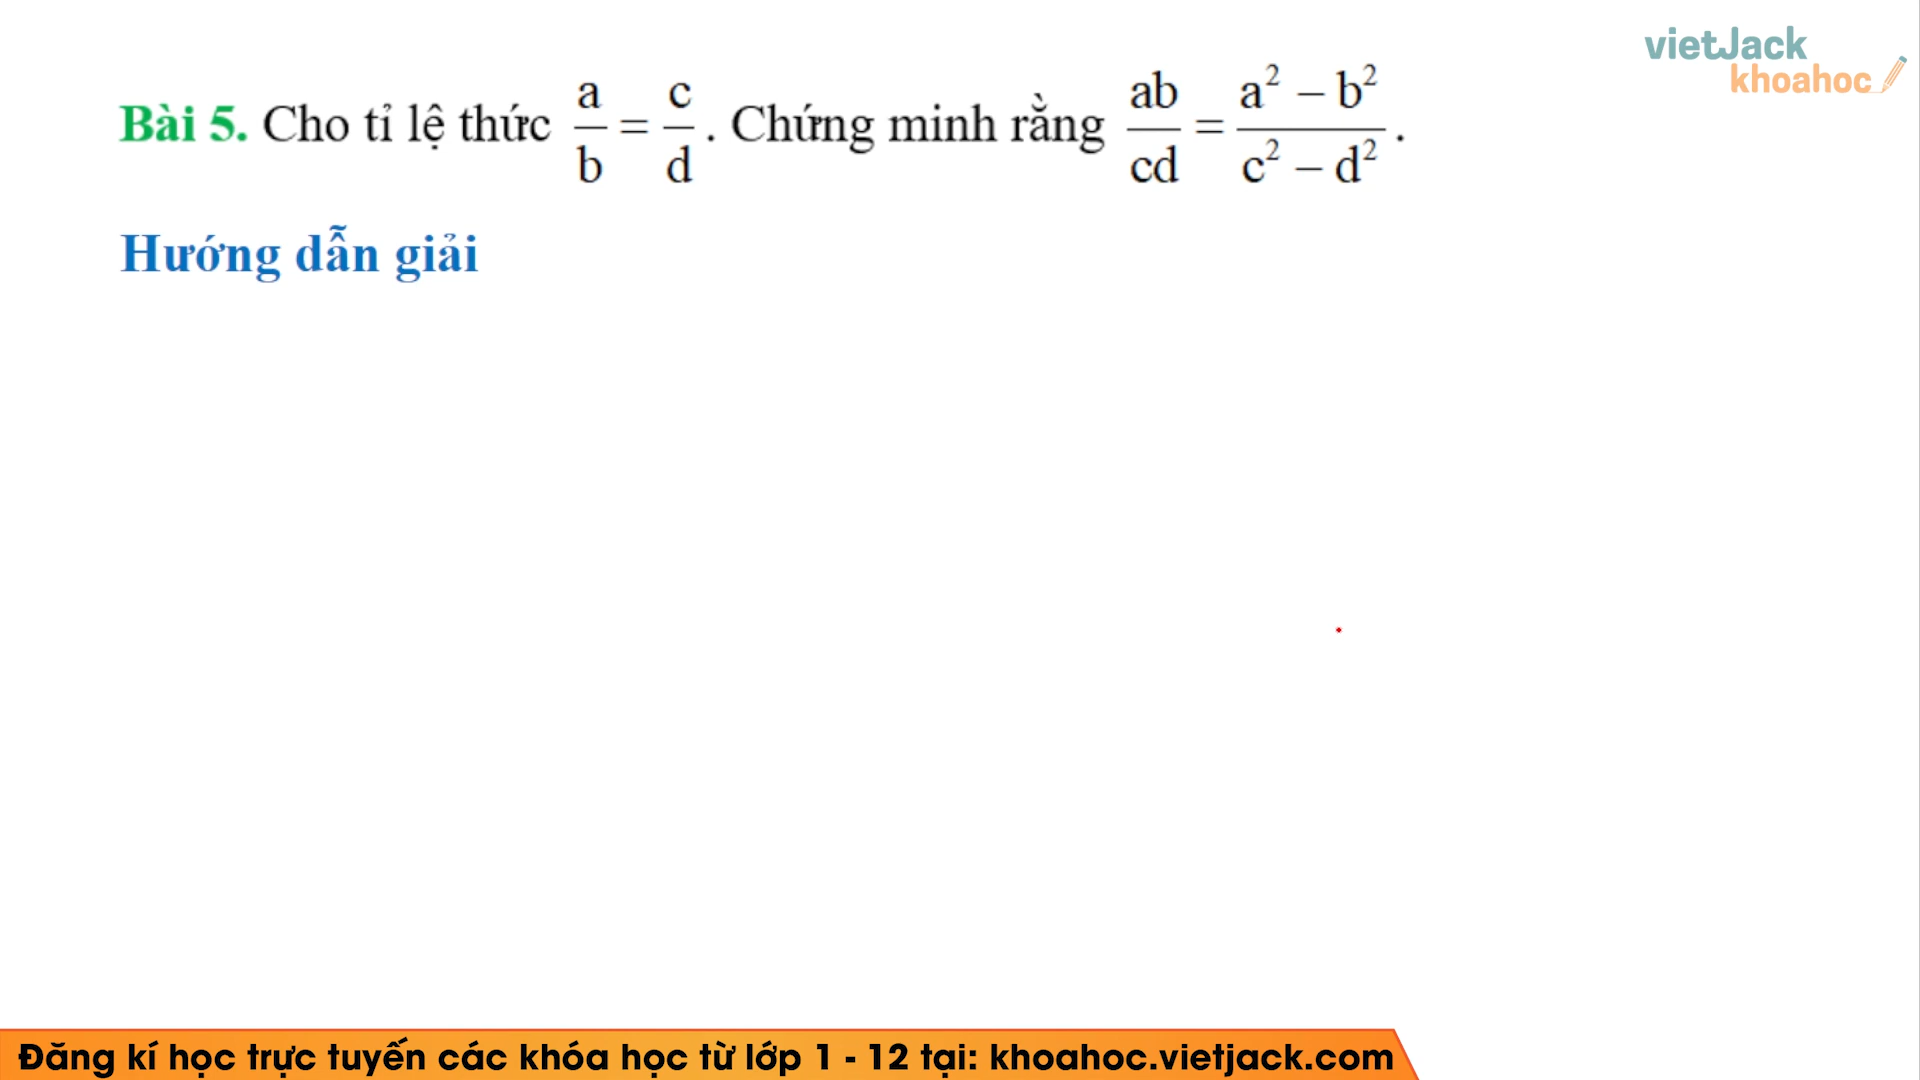 vietJack
khoahoc
Bài 5. Cho tỉ lệ thức a/b = c/d. Chứng minh rằng ab/cd = (a² – b²)/(c² – d²).
Hướng dẫn giải
Đăng kí học trực tuyến các khóa học từ lớp 1 - 12 tại: khoahoc.vietjack.com